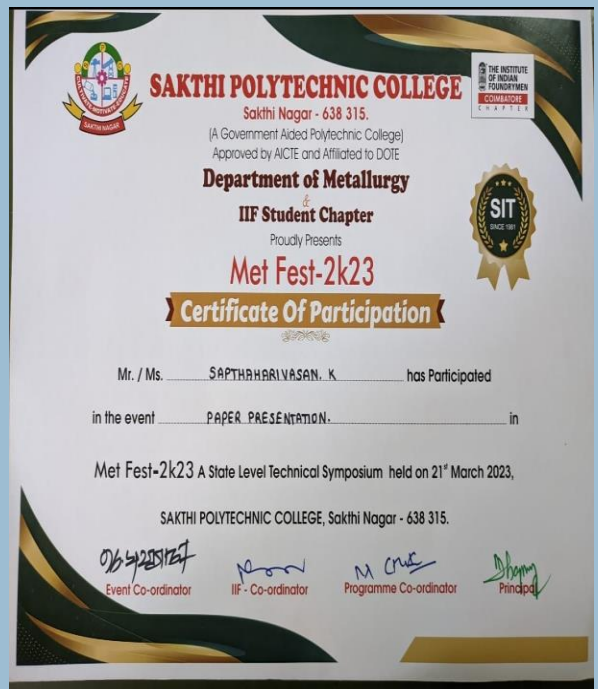 SAKTHI POLYTECHNIC COLLEGE
Sakthi Nagar - 638 315.
(A Government Aided Polytechnic College)
Approved by AICTE and Affiliated to DOTE
Department of Metallurgy
&
IIF Student Chapter
Proudly Presents
Met Fest-2k23
Certificate Of Participation
THE INSTITUTE
OF INDIAN
FOUNDRYMEN
COIMBATORE
CHAPTER
SAKTHI NAGAR
SIT
SINCE 1981
Mr. / Ms. SAPTHAHARIVASAN. K has Participated
in the event PAPER PRESENTATION. in
Met Fest-2k23 A State Level Technical Symposium held on 21st March 2023,
SAKTHI POLYTECHNIC COLLEGE, Sakthi Nagar - 638 315.
Event Co-ordinator
IIF - Co-ordinator
Programme Co-ordinator
Principal